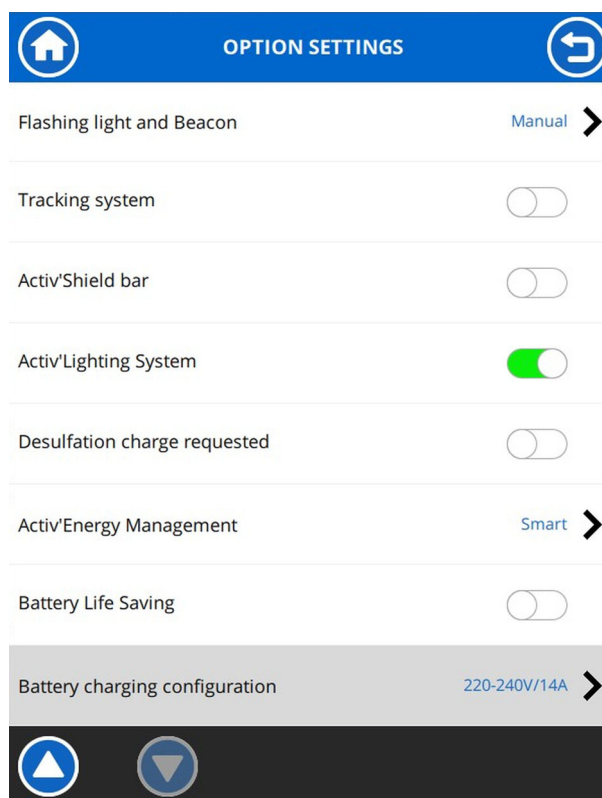 OPTION SETTINGS
Flashing light and Beacon Manual
Tracking system
Activ'Shield bar
Activ'Lighting System
Desulfation charge requested
Activ'Energy Management Smart
Battery Life Saving
Battery charging configuration 220-240V/14A